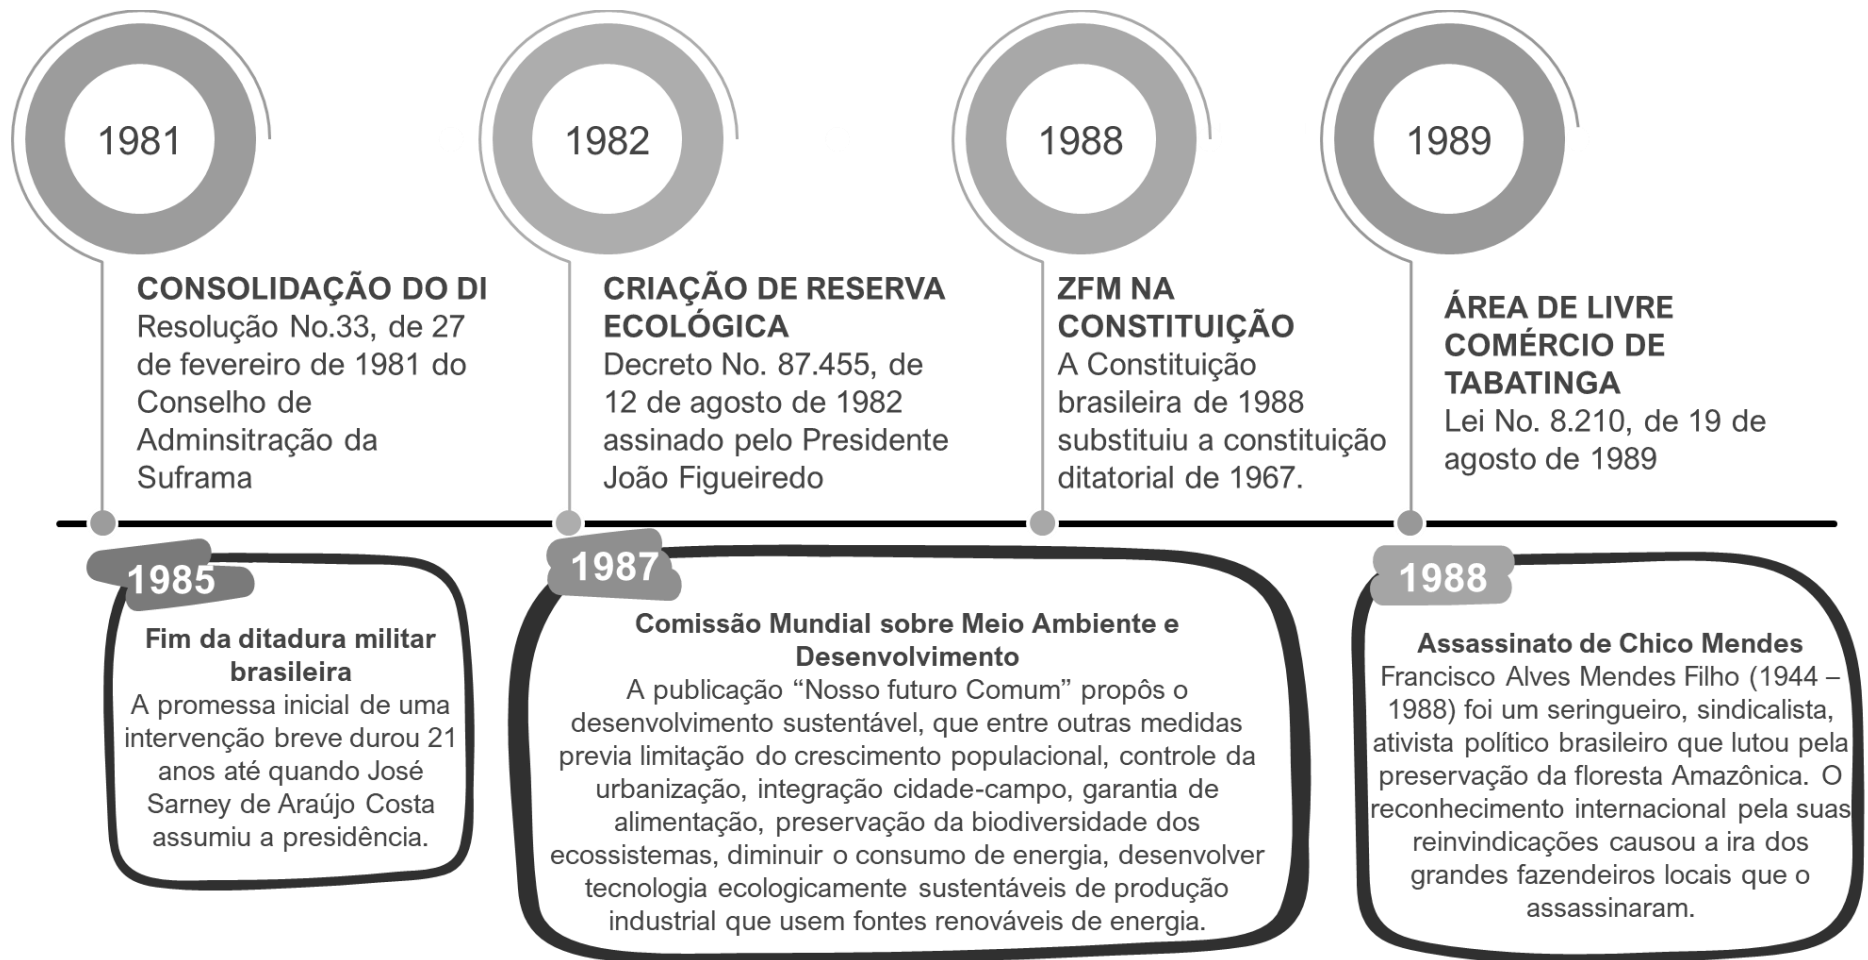 1981
CONSOLIDAÇÃO DO DI
Resolução No.33, de 27
de fevereiro de 1981 do
Conselho de
Adminsitração da
Suframa
1982
CRIAÇÃO DE RESERVA
ECOLÓGICA
Decreto No. 87.455, de
12 de agosto de 1982
assinado pelo Presidente
João Figueiredo
1988
ZFM NA
CONSTITUIÇÃO
A Constituição
brasileira de 1988
substituiu a constituição
ditatorial de 1967.
1989
ÁREA DE LIVRE
COMÉRCIO DE
TABATINGA
Lei No. 8.210, de 19 de
agosto de 1989
1985
Fim da ditadura militar
brasileira
A promessa inicial de uma
intervenção breve durou 21
anos até quando José
Sarney de Araújo Costa
assumiu a presidência.
1987
Comissão Mundial sobre Meio Ambiente e
Desenvolvimento
A publicação “Nosso futuro Comum” propôs o
desenvolvimento sustentável, que entre outras medidas
previa limitação do crescimento populacional, controle da
urbanização, integração cidade-campo, garantia de
alimentação, preservação da biodiversidade dos
ecossistemas, diminuir o consumo de energia, desenvolver
tecnologia ecologicamente sustentáveis de produção
industrial que usem fontes renováveis de energia.
1988
Assassinato de Chico Mendes
Francisco Alves Mendes Filho (1944 –
1988) foi um seringueiro, sindicalista,
ativista político brasileiro que lutou pela
preservação da floresta Amazônica. O
reconhecimento internacional pela suas
reinvindicações causou a ira dos
grandes fazendeiros locais que o
assassinaram.